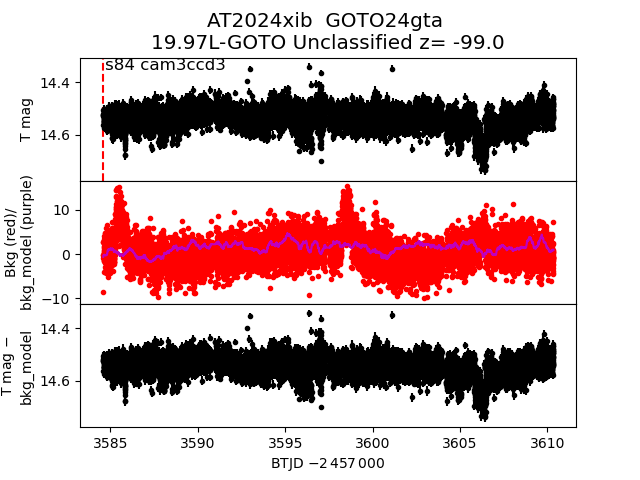 AT2024xib  GOTO24gta
19.97L-GOTO Unclassified z= -99.0
s84 cam3ccd3
14.4
14.6
T mag
10
0
−10
Bkg (red)/
bkg_model (purple)
14.4
14.6
T mag −
bkg_model
3585
3590
3595
3600
3605
3610
BTJD −2 457 000